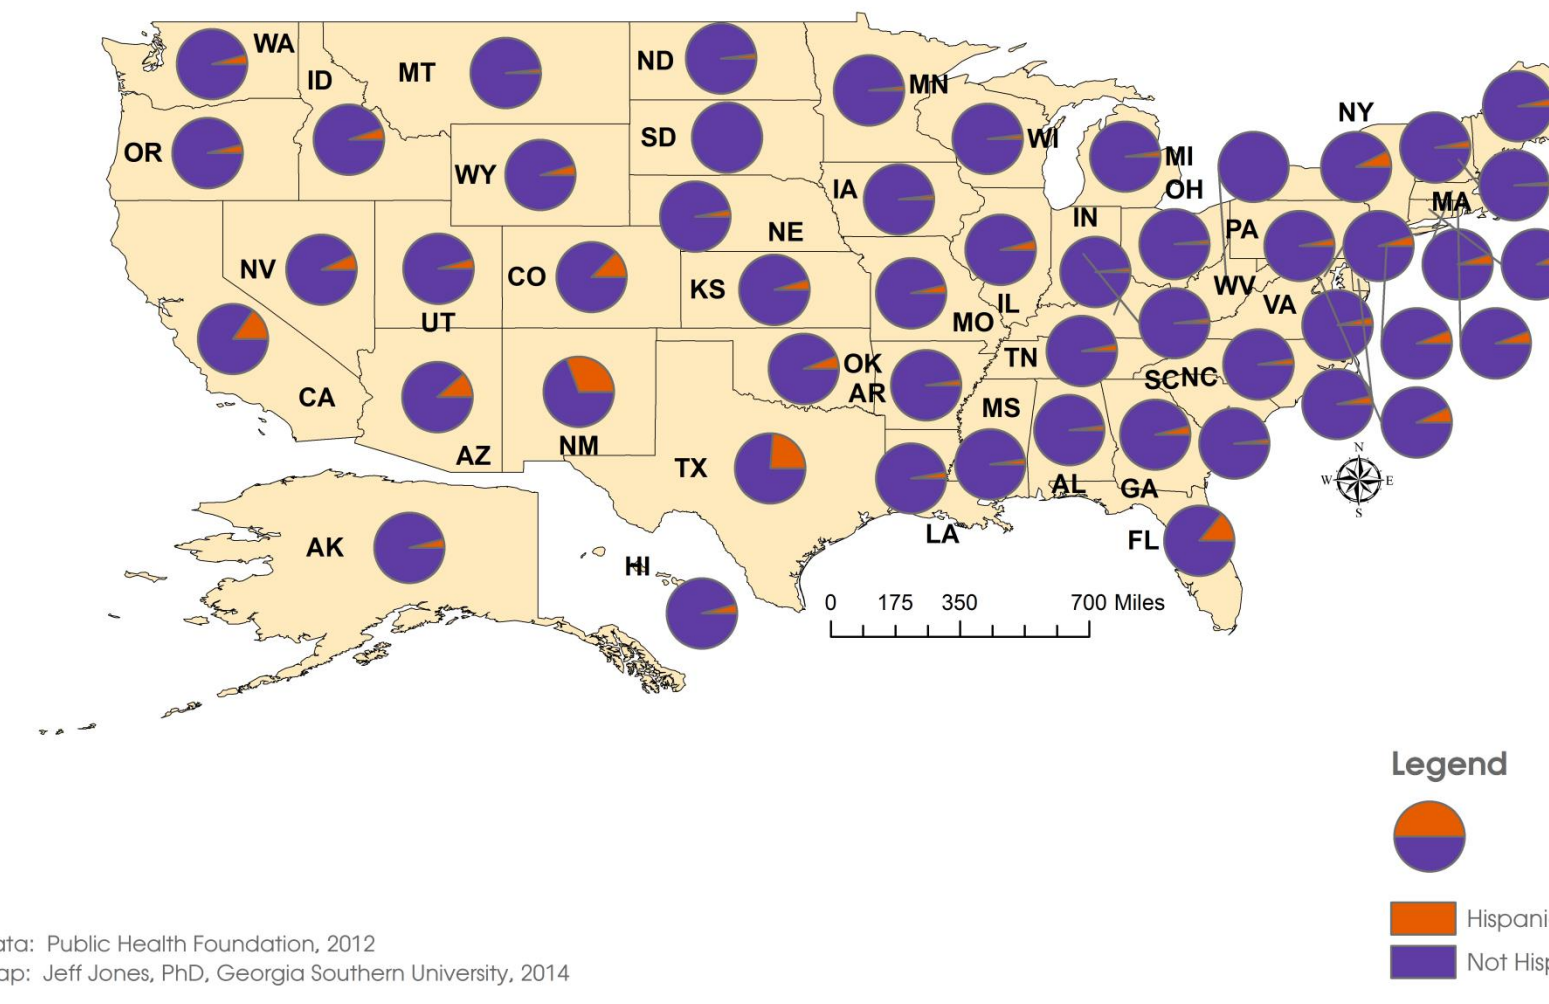 WA
MT
ND
MN
ID
NY
OR
SD
WI
MI
WY
IA
OH
MA
IN
PA
NE
NV
CO
KS
IL
WV
VA
UT
MO
TN
OK
AR
SC
NC
CA
MS
NM
AZ
TX
AL
GA
N
W
E
S
LA
FL
AK
HI
0 175 350 700 Miles
Legend
Hispani
Not Hisp
ata: Public Health Foundation, 2012
ap: Jeff Jones, PhD, Georgia Southern University, 2014